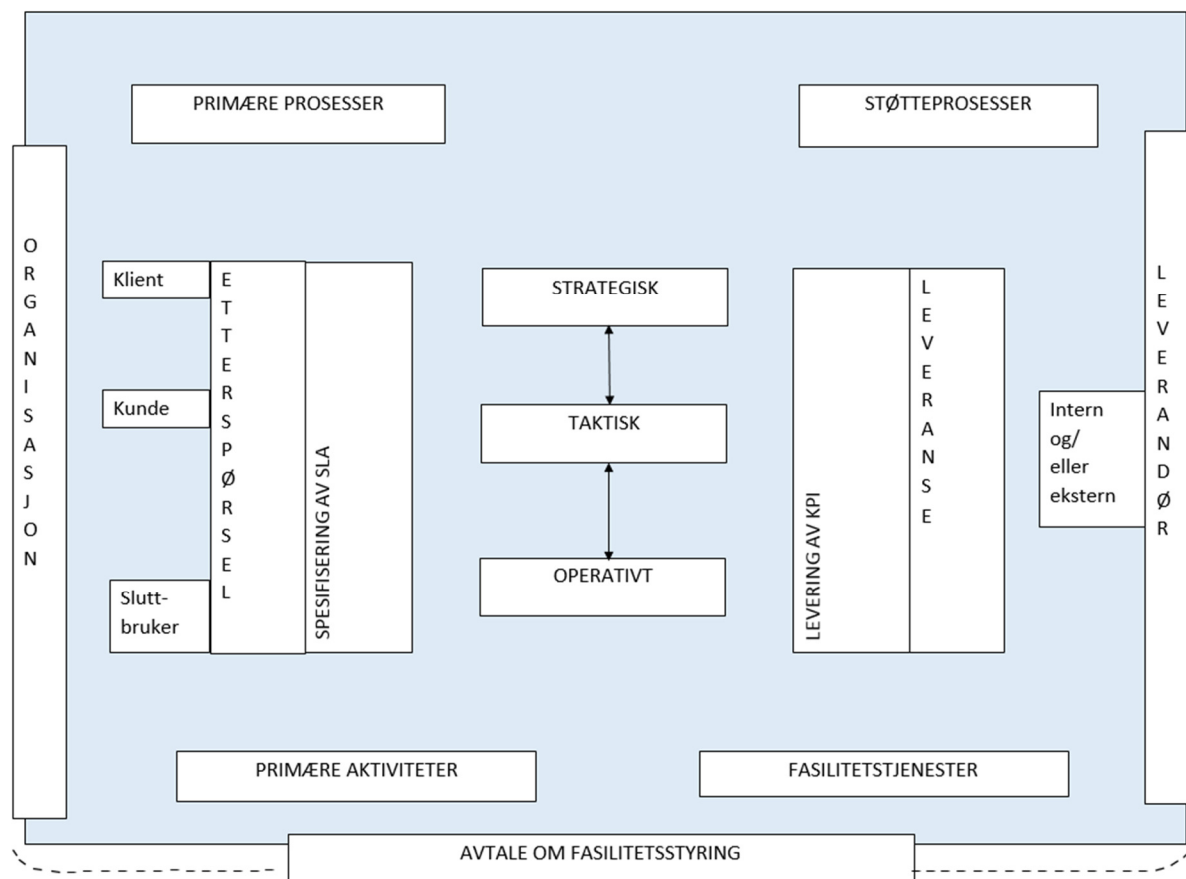 PRIMÆRE PROSESSER
STØTTEPROSESSER
ORGANISASJON
Klient
Kunde
Slutt-
bruker
ETTERSPØRSEL
SPESIFISERING AV SLA
STRATEGISK
TAKTISK
OPERATIVT
LEVERING AV KPI
LEVERANSE
Intern
og/
eller
ekstern
LEVERANDØR
PRIMÆRE AKTIVITETER
FASILITETSTJENESTER
AVTALE OM FASILITETSSTYRING